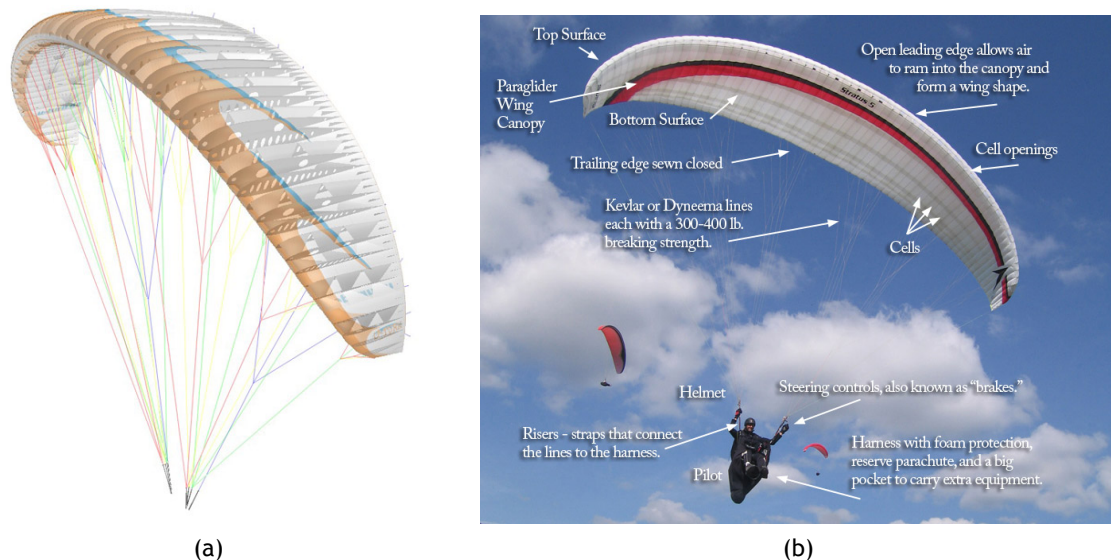 Top Surface
Open leading edge allows air
to ram into the canopy and
form a wing shape.
Paraglider
Wing
Canopy
Stratus 5
Bottom Surface
Trailing edge sewn closed
Cell openings
Kevlar or Dyneema lines
each with a 300-400 lb.
breaking strength.
Cells
Helmet
Steering controls, also known as “brakes.”
Risers - straps that connect
the lines to the harness.
Harness with foam protection,
reserve parachute, and a big
pocket to carry extra equipment.
Pilot
(a)
(b)